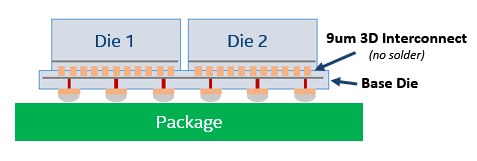 Die 1
Die 2
9um 3D Interconnect
(no solder)
Base Die
Package